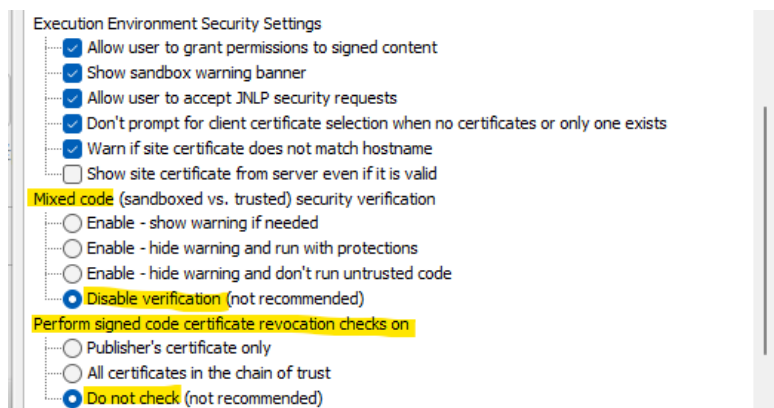 Execution Environment Security Settings
Allow user to grant permissions to signed content
Show sandbox warning banner
Allow user to accept JNLP security requests
Don't prompt for client certificate selection when no certificates or only one exists
Warn if site certificate does not match hostname
Show site certificate from server even if it is valid
Mixed code (sandboxed vs. trusted) security verification
Enable - show warning if needed
Enable - hide warning and run with protections
Enable - hide warning and don't run untrusted code
Disable verification (not recommended)
Perform signed code certificate revocation checks on
Publisher's certificate only
All certificates in the chain of trust
Do not check (not recommended)